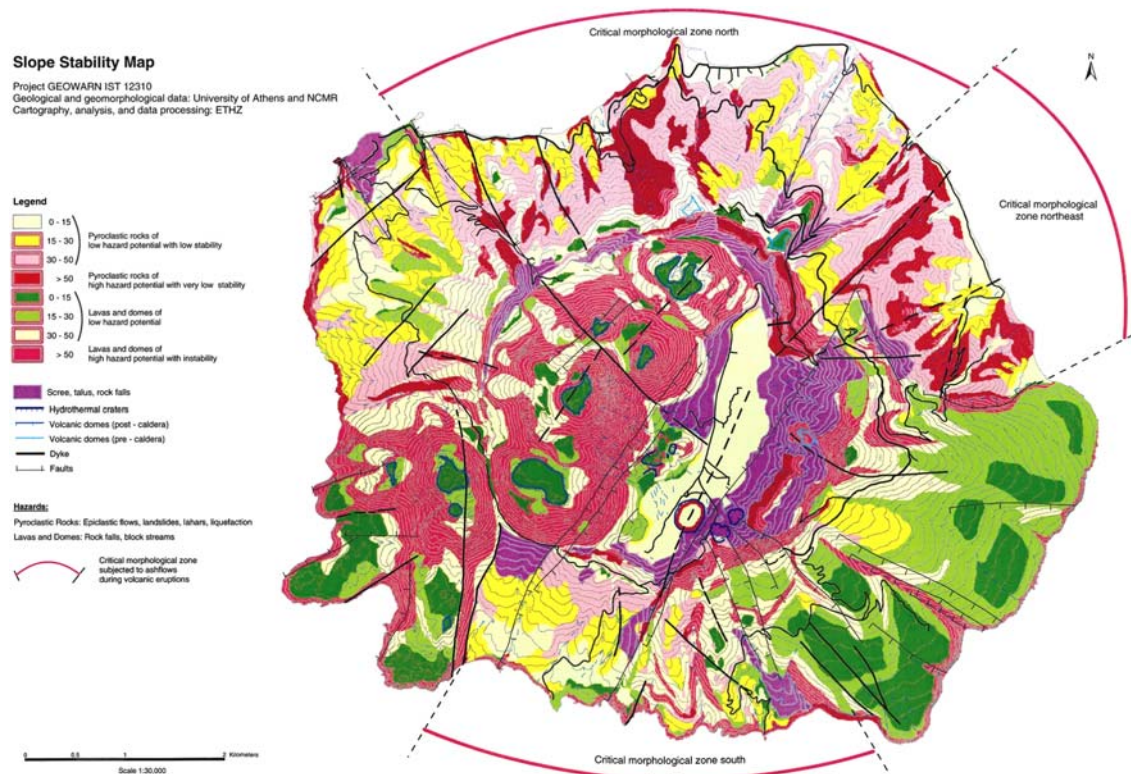 Critical morphological zone north
Slope Stability Map
Project GEOWARN IST 12310
Geological and geomorphological data: University of Athens and NCMR
Cartography, analysis, and data processing: ETHZ
N
Critical morphological
zone northeast
Legend
0 - 15
15 - 30
30 - 50
Pyroclastic rocks of
low hazard potential with low stability
> 50
Pyroclastic rocks of
high hazard potential with very low stability
0 - 15
15 - 30
30 - 50
Lavas and domes of
low hazard potential
> 50
Lavas and domes of
high hazard potential with instability
Scree, talus, rock falls
Hydrothermal craters
Volcanic domes (post - caldera)
Volcanic domes (pre - caldera)
Dyke
Faults
Hazards:
Pyroclastic Rocks: Epiclastic flows, landslides, lahars, liquefaction
Lavas and Domes: Rock falls, block streams
Critical morphological zone
subjected to ashflows
during volcanic eruptions
0 0.5 1 2 Kilometers
Scale 1:30.000
Critical morphological zone south